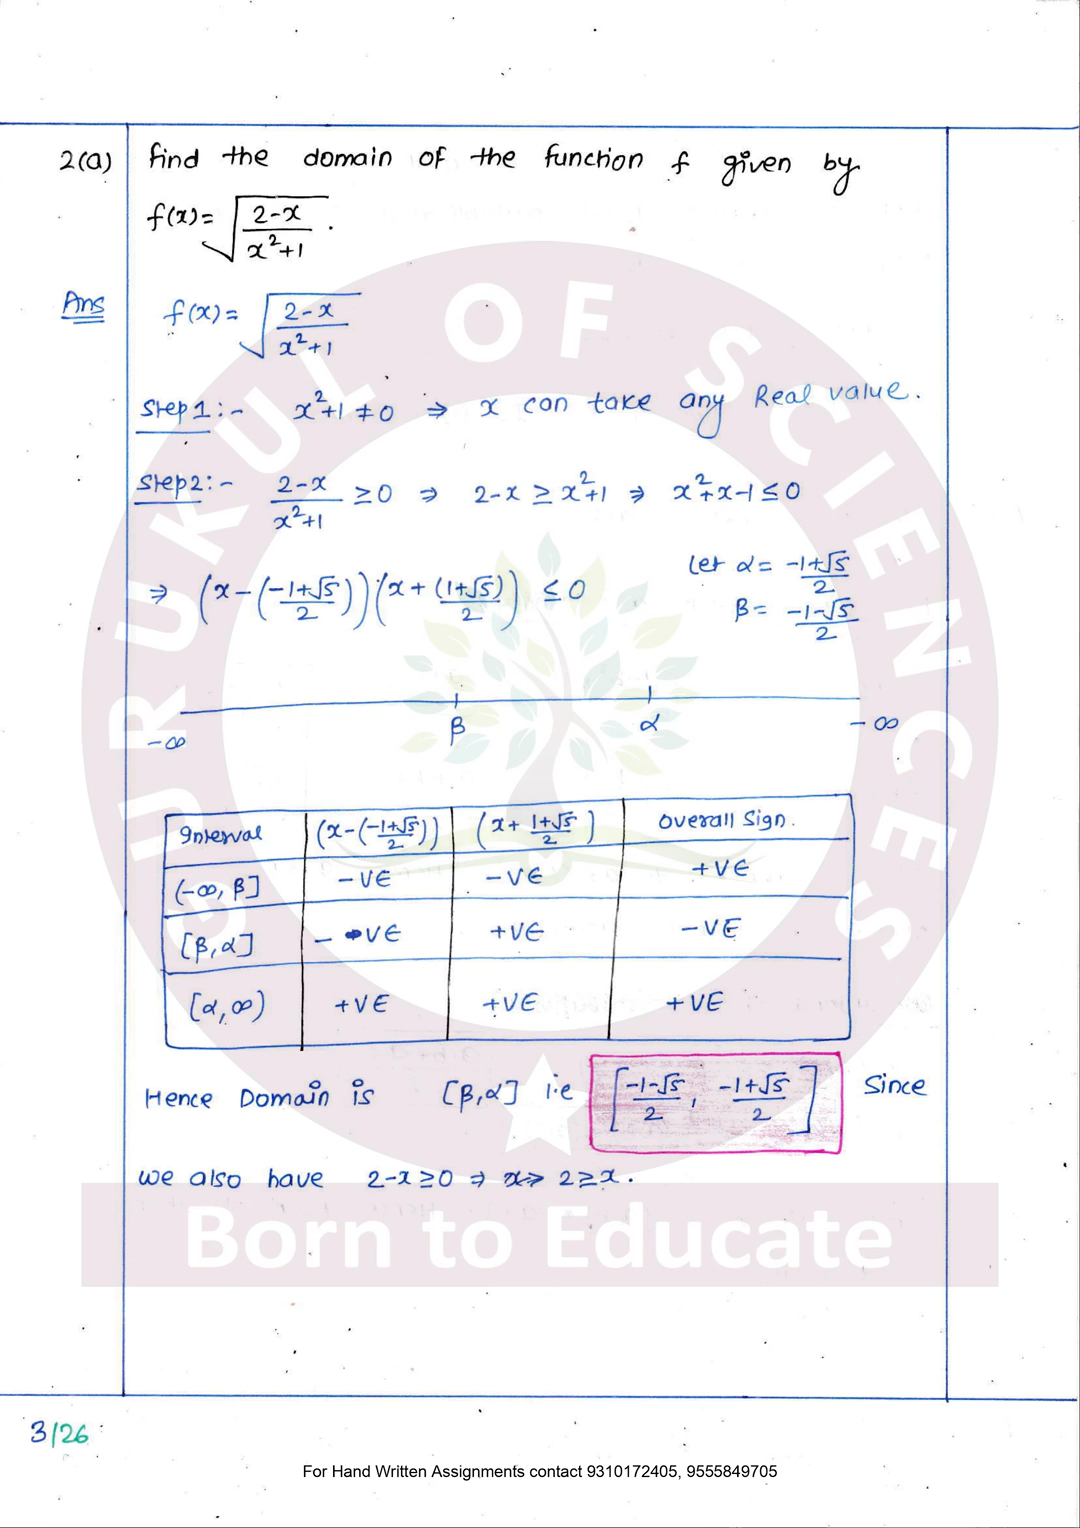 2(a) find the domain of the function f given by
f(x)= √((2-x)/(x²+1)) .
Ans f(x)= √((2-x)/(x²+1))
Step 1:- x²+1 ≠ 0 ⇒ x can take any Real value.
Step 2:- (2-x)/(x²+1) ≥ 0 ⇒ 2-x ≥ x²+1 ⇒ x²+x-1 ≤ 0
⇒ (x-((-1+√5)/2))(x+((1+√5)/2)) ≤ 0
Let α = (-1+√5)/2
β = (-1-√5)/2
-∞ β α -∞
Interval (x-((-1+√5)/2)) (x+(1+√5)/2) Overall Sign.
(-∞, β] -VE -VE +VE
[β,α] -VE +VE -VE
[α,∞) +VE +VE +VE
Hence Domain is [β,α] i.e [(-1-√5)/2, (-1+√5)/2] Since
we also have 2-x≥0 ⇒ 2≥x.
GURUKUL OF SCIENCES
Born to Educate
3/26
For Hand Written Assignments contact 9310172405, 9555849705